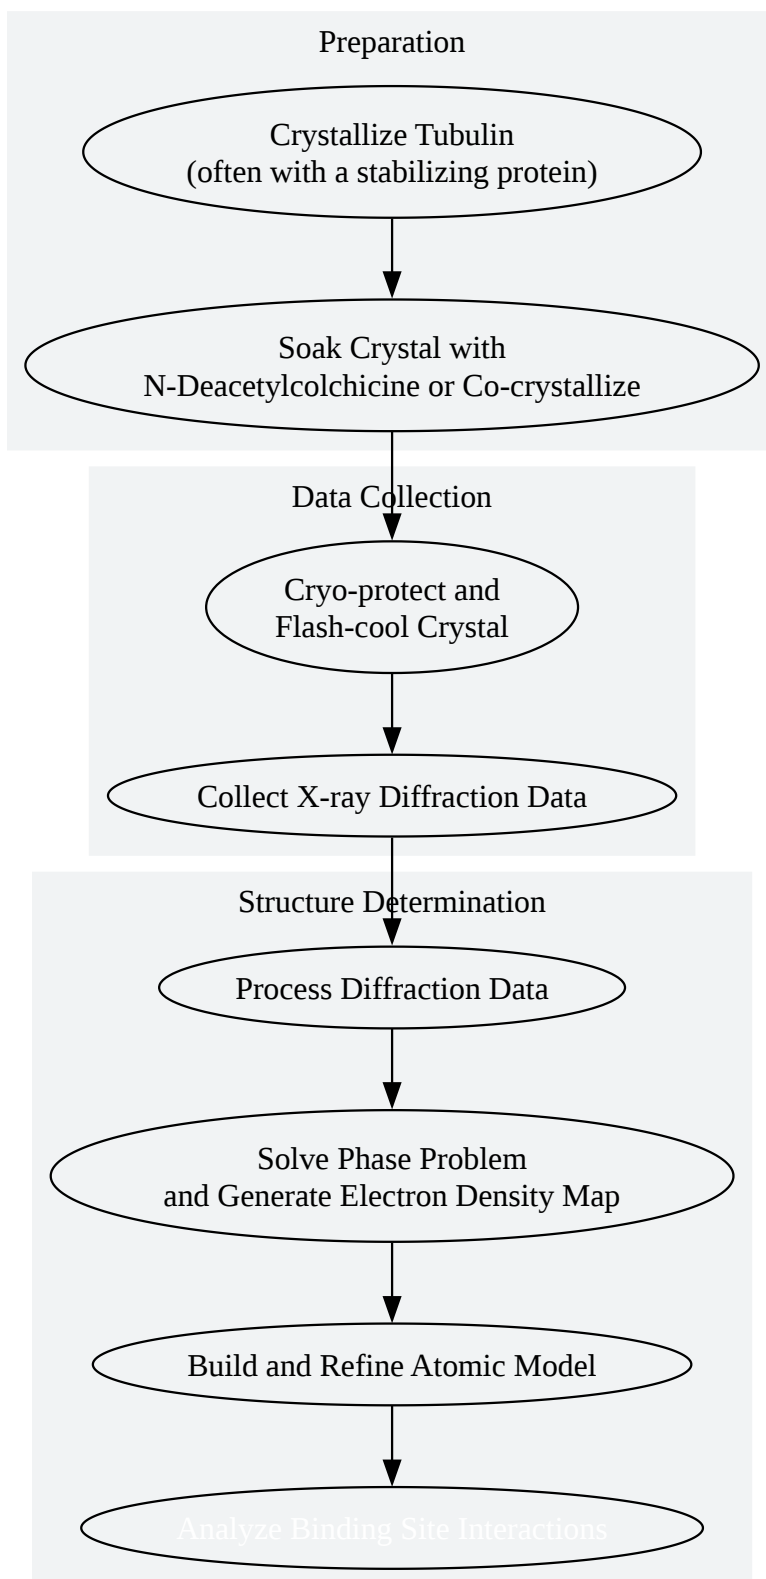 Preparation
Crystallize Tubulin
(often with a stabilizing protein)
Soak Crystal with
N-Deacetylcolchicine or Co-crystallize
Data Collection
Cryo-protect and
Flash-cool Crystal
Collect X-ray Diffraction Data
Structure Determination
Process Diffraction Data
Solve Phase Problem
and Generate Electron Density Map
Build and Refine Atomic Model
Analyze Binding Site Interactions